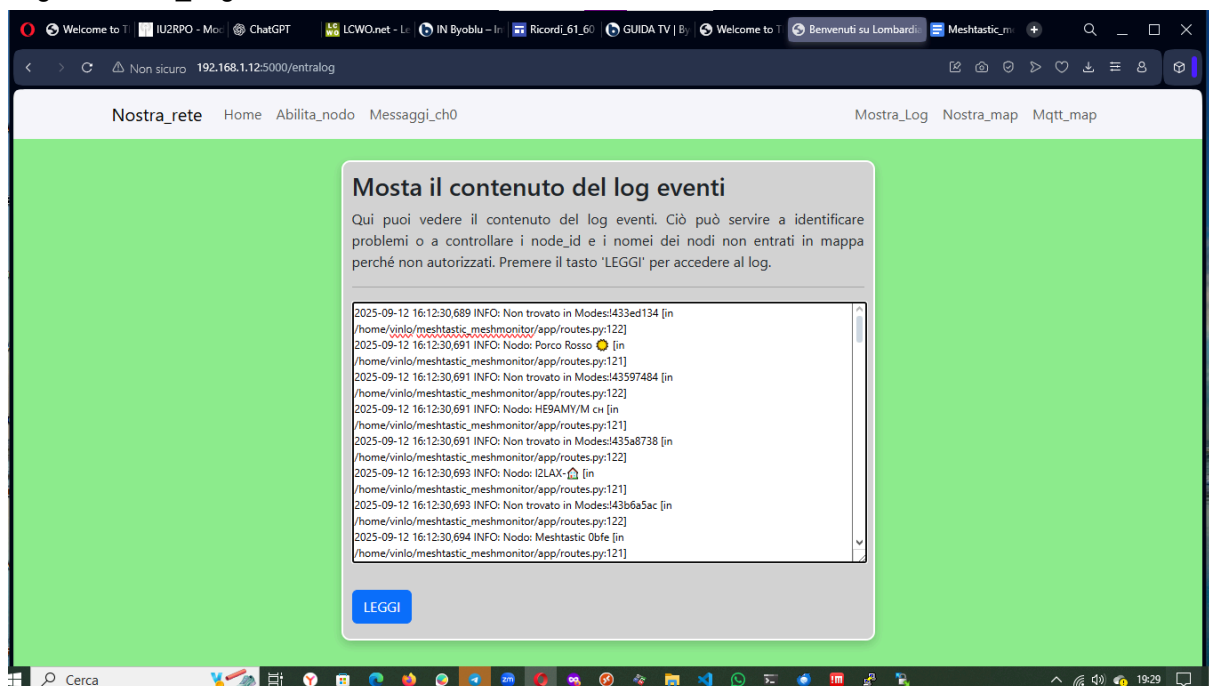 Welcome to T
IU2RPO - Moc
ChatGPT
LCWO.net - Le
IN Byoblu – In
Ricordi_61_60
GUIDA TV | By
Welcome to T
Benvenuti su Lombardia
Meshtastic_m
Non sicuro 192.168.1.12:5000/entralog
Nostra_rete Home Abilita_nodo Messaggi_ch0 Mostra_Log Nostra_map Mqtt_map
Mosta il contenuto del log eventi
Qui puoi vedere il contenuto del log eventi. Ciò può servire a identificare
problemi o a controllare i node_id e i nomei dei nodi non entrati in mappa
perché non autorizzati. Premere il tasto 'LEGGI' per accedere al log.
2025-09-12 16:12:30,689 INFO: Non trovato in Modes:!433ed134 [in
/home/vinlo/meshtastic_meshmonitor/app/routes.py:122]
2025-09-12 16:12:30,691 INFO: Nodo: Porco Rosso 🌞 [in
/home/vinlo/meshtastic_meshmonitor/app/routes.py:121]
2025-09-12 16:12:30,691 INFO: Non trovato in Modes:!43597484 [in
/home/vinlo/meshtastic_meshmonitor/app/routes.py:122]
2025-09-12 16:12:30,691 INFO: Nodo: HE9AMY/M ᴄʜ [in
/home/vinlo/meshtastic_meshmonitor/app/routes.py:121]
2025-09-12 16:12:30,691 INFO: Non trovato in Modes:!435a8738 [in
/home/vinlo/meshtastic_meshmonitor/app/routes.py:122]
2025-09-12 16:12:30,693 INFO: Nodo: I2LAX-🏠 [in
/home/vinlo/meshtastic_meshmonitor/app/routes.py:121]
2025-09-12 16:12:30,693 INFO: Non trovato in Modes:!43b6a5ac [in
/home/vinlo/meshtastic_meshmonitor/app/routes.py:122]
2025-09-12 16:12:30,694 INFO: Nodo: Meshtastic 0bfe [in
/home/vinlo/meshtastic_meshmonitor/app/routes.py:121]
LEGGI
Cerca
19:29